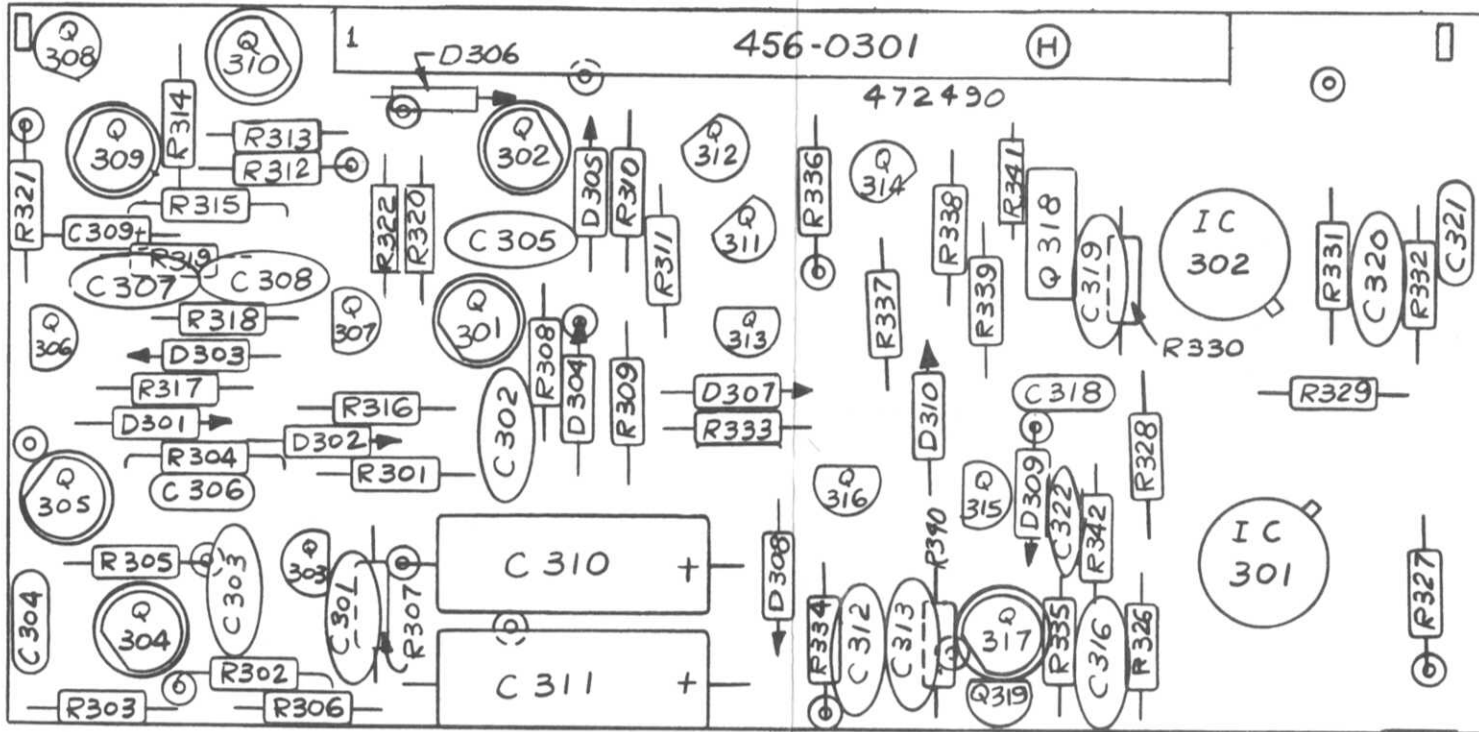 1 456-0301 H
472490
Q 308
Q 310
D306
R314
Q 309
R313
R312
Q 302
D305
R310
Q 312
R336
Q 314
R341
Q 318
R321
R315
C309+
R319
R322
R320
C305
R311
Q 311
R338
R339
C319
IC 302
R331
C320
R332
C321
C307
C308
R318
Q 306
Q 307
Q 301
R308
D304
R309
Q 313
R337
R330
D303
R317
R316
D301
D302
R304
R301
C306
C302
D307
R333
D310
C318
R328
R329
Q 305
Q 316
Q 315
D309
C322
R342
R340
IC 301
R305
C303
Q 303
C301
R307
C310 +
D308
R334
C312
C313
Q 317
R335
C316
R326
R327
C304
Q 304
R302
R303
R306
C311 +
Q319